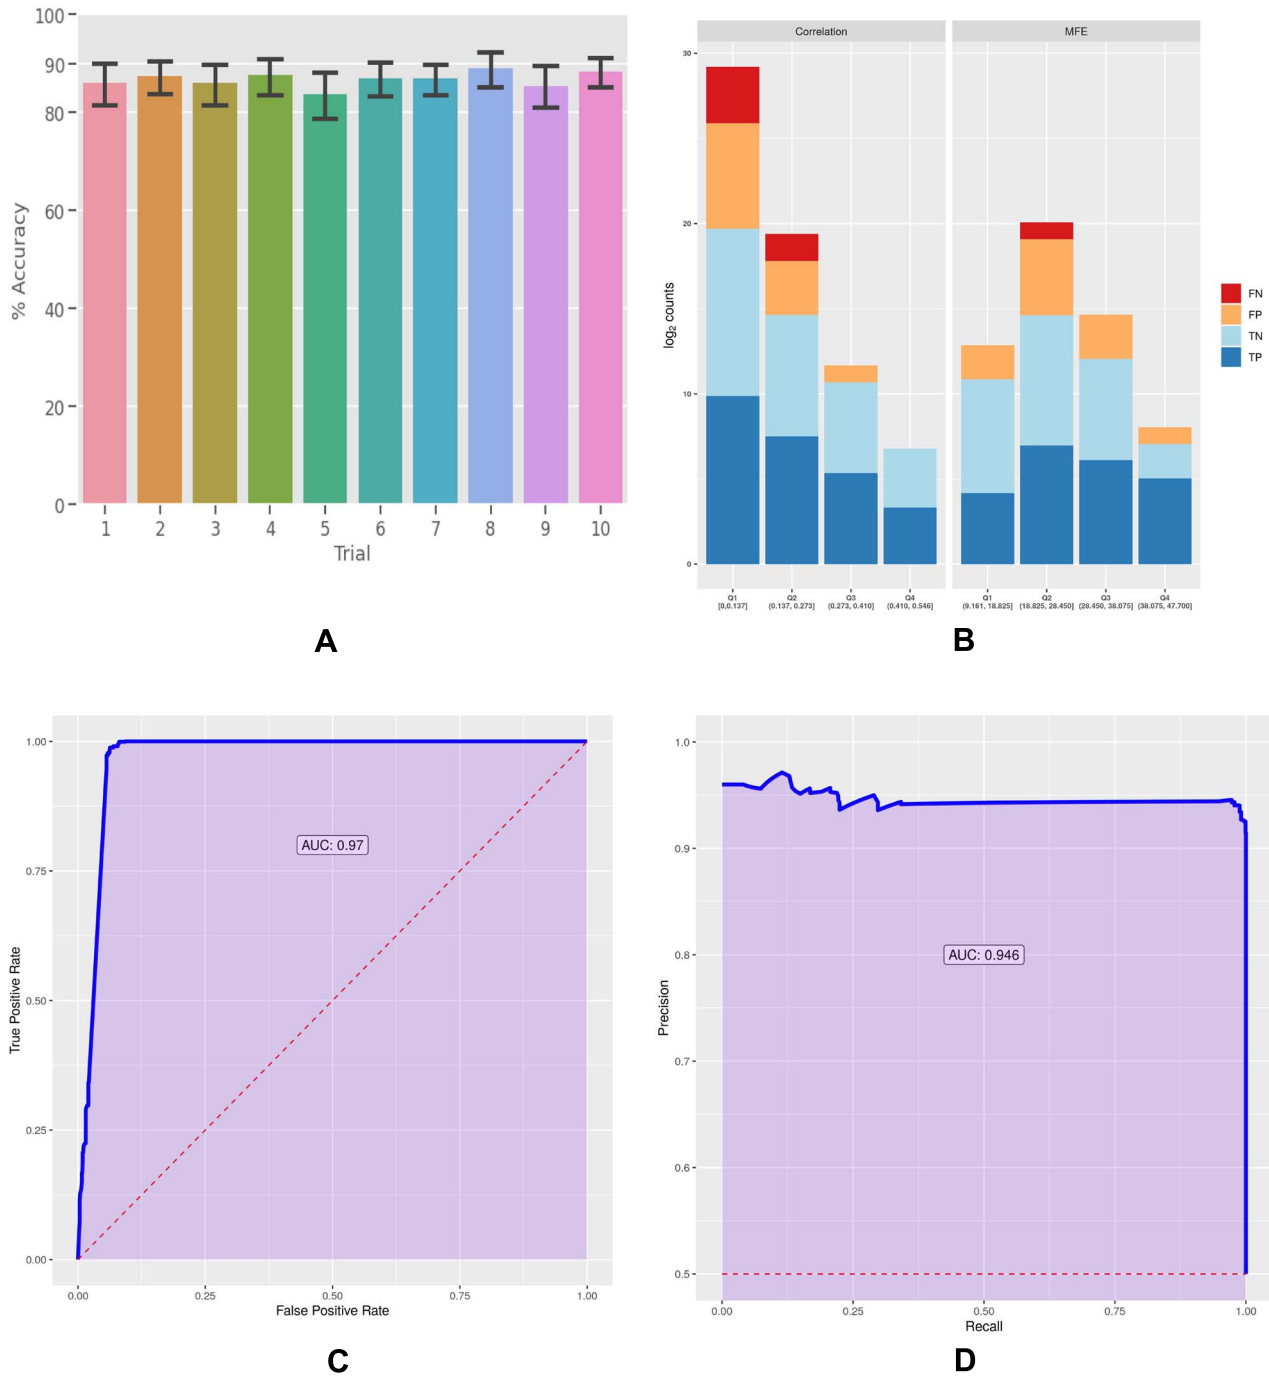 100
90
80
60
40
20
0
% Accuracy
1 2 3 4 5 6 7 8 9 10
Trial
A
Correlation MFE
30
20
10
0
log2 counts
FN
FP
TN
TP
Q1 Q2 Q3 Q4 Q1 Q2 Q3 Q4
[0,0.137] (0.137, 0.273] (0.273, 0.410] (0.410, 0.546] (9.161, 18.825] (18.825, 28.450] (28.450, 38.075] (38.075, 47.700]
B
1.00
0.75
0.50
0.25
0.00
True Positive Rate
AUC: 0.97
0.00 0.25 0.50 0.75 1.00
False Positive Rate
C
1.0
0.9
0.8
0.7
0.6
0.5
Precision
AUC: 0.946
0.00 0.25 0.50 0.75 1.00
Recall
D